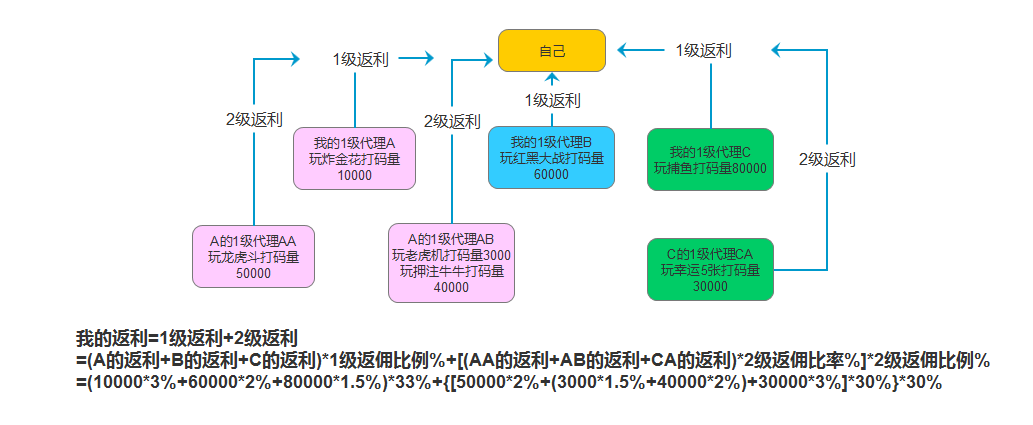 自己
1级返利
1级返利
1级返利
2级返利
2级返利
2级返利
我的1级代理A
玩炸金花打码量
10000
我的1级代理B
玩红黑大战打码量
60000
我的1级代理C
玩捕鱼打码量80000
A的1级代理AA
玩龙虎斗打码量
50000
A的1级代理AB
玩老虎机打码量3000
玩押注牛牛打码量
40000
C的1级代理CA
玩幸运5张打码量
30000
我的返利=1级返利+2级返利
=(A的返利+B的返利+C的返利)*1级返佣比例%+[(AA的返利+AB的返利+CA的返利)*2级返佣比率%]*2级返佣比例%
=(10000*3%+60000*2%+80000*1.5%)*33%+{[50000*2%+(3000*1.5%+40000*2%)+30000*3%]*30%}*30%